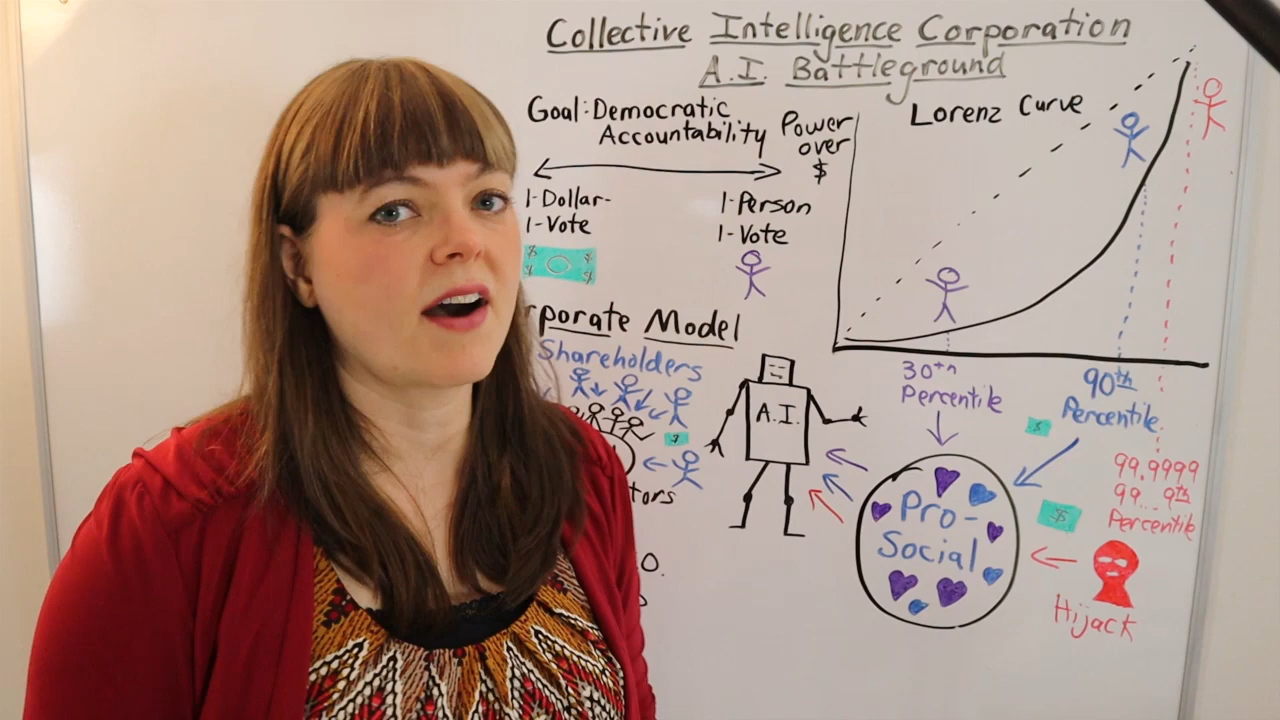 Collective Intelligence Corporation
A.I. Battleground
Goal: Democratic
Accountability
1-Dollar-
1-Vote
1-Person
1-Vote
$ $
$ $
rporate Model
Shareholders
$
tors
O.
A.I.
Power
over
$
Lorenz Curve
30th
Percentile
90th
Percentile
$
99.9999
99...9th
Percentile
$
Pro-
Social
Hijack